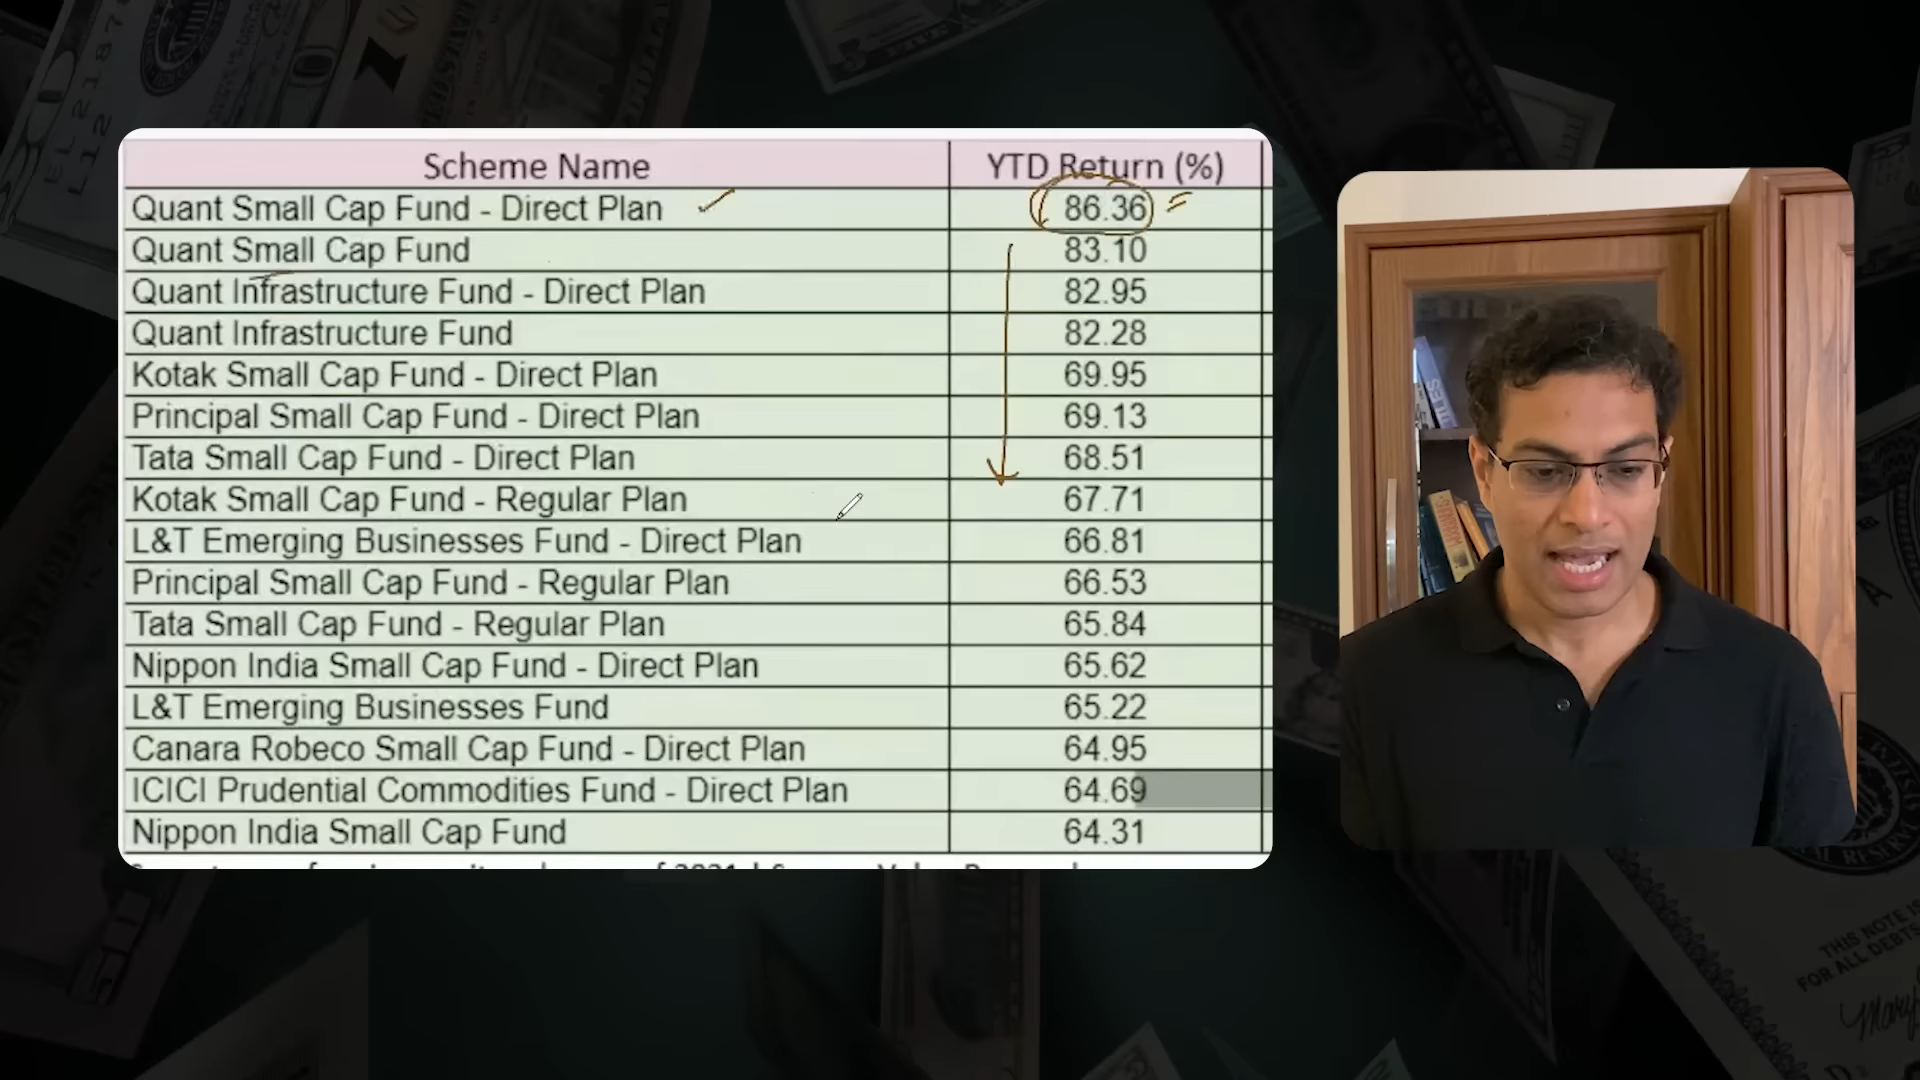 Scheme Name YTD Return (%)
Quant Small Cap Fund - Direct Plan 86.36
Quant Small Cap Fund 83.10
Quant Infrastructure Fund - Direct Plan 82.95
Quant Infrastructure Fund 82.28
Kotak Small Cap Fund - Direct Plan 69.95
Principal Small Cap Fund - Direct Plan 69.13
Tata Small Cap Fund - Direct Plan 68.51
Kotak Small Cap Fund - Regular Plan 67.71
L&T Emerging Businesses Fund - Direct Plan 66.81
Principal Small Cap Fund - Regular Plan 66.53
Tata Small Cap Fund - Regular Plan 65.84
Nippon India Small Cap Fund - Direct Plan 65.62
L&T Emerging Businesses Fund 65.22
Canara Robeco Small Cap Fund - Direct Plan 64.95
ICICI Prudential Commodities Fund - Direct Plan 64.69
Nippon India Small Cap Fund 64.31
THIS NOTE IS
FOR ALL DEBTS